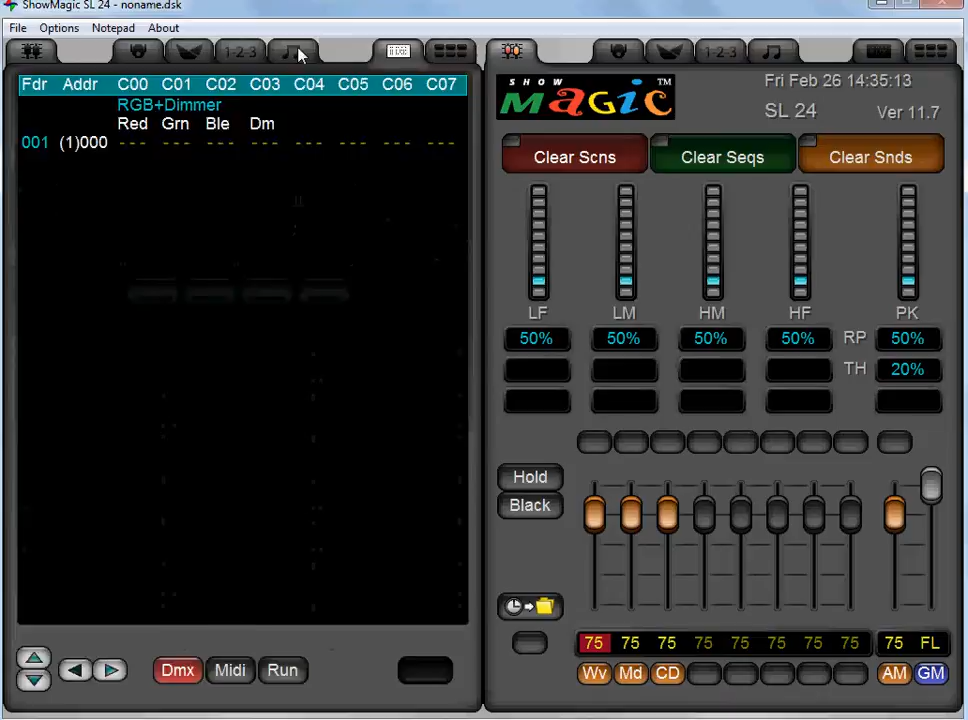 ShowMagic SL 24 - noname.dsk
File Options Notepad About
1-2-3
1-2-3
Fdr Addr C00 C01 C02 C03 C04 C05 C06 C07
RGB+Dimmer
Red Grn Ble Dm
001 (1)000 --- --- --- --- --- --- --- ---
SHOW
MAGIC™
Fri Feb 26 14:35:13
SL 24 Ver 11.7
Clear Scns Clear Seqs Clear Snds
LF LM HM HF PK
50% 50% 50% 50% RP 50%
TH 20%
Hold
Black
75 75 75 75 75 75 75 75 75 FL
Wv Md CD AM GM
Dmx Midi Run